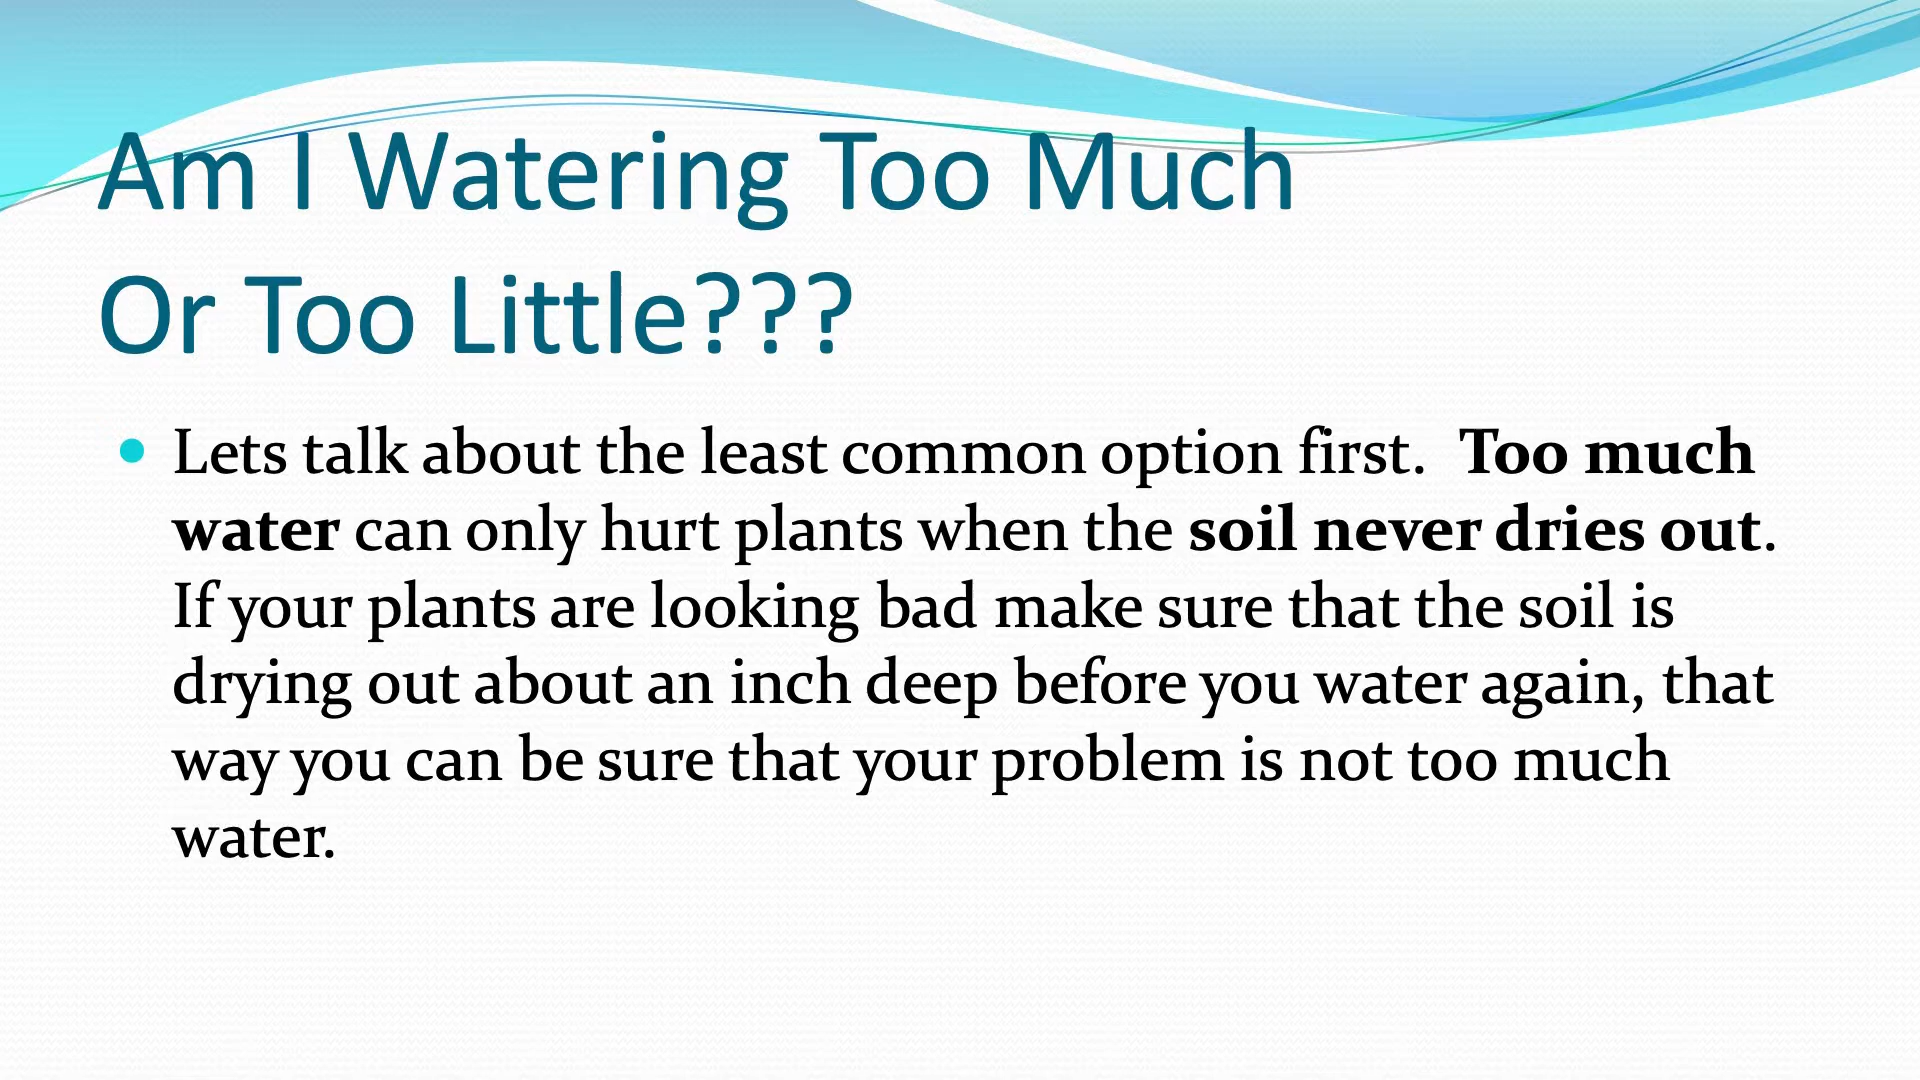 Am I Watering Too Much
Or Too Little???
• Lets talk about the least common option first.  Too much
water can only hurt plants when the soil never dries out.
If your plants are looking bad make sure that the soil is
drying out about an inch deep before you water again, that
way you can be sure that your problem is not too much
water.